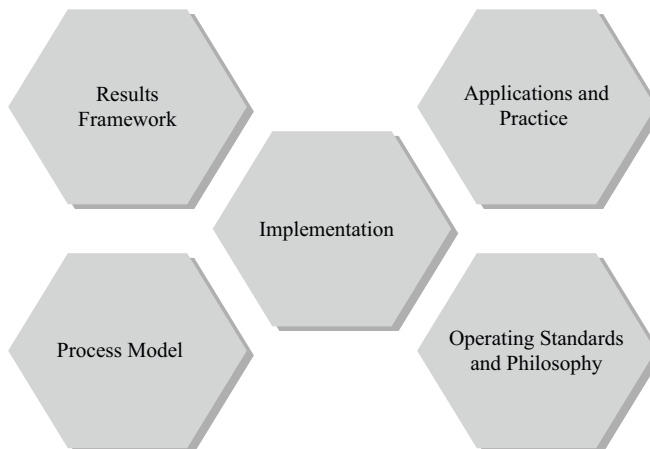 Results
Framework
Applications and
Practice
Implementation
Process Model
Operating Standards
and Philosophy